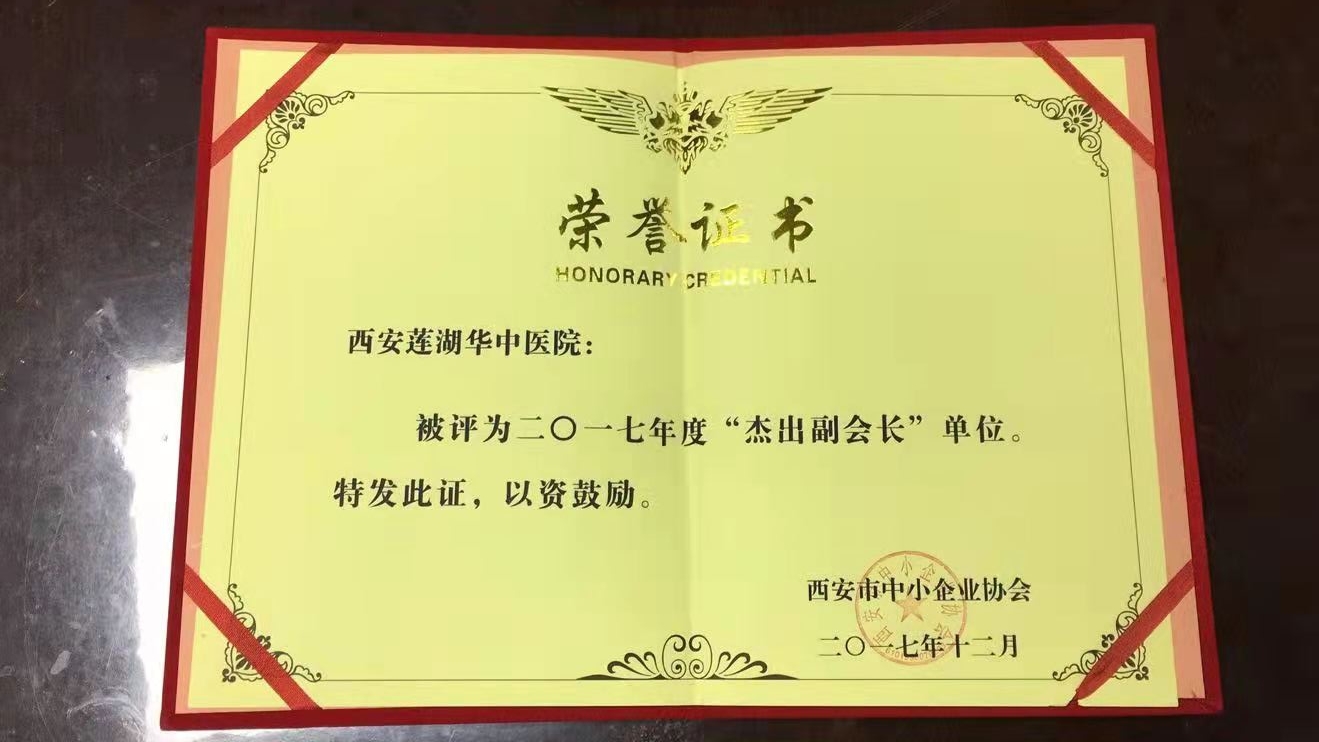 荣誉证书
HONORARY CREDENTIAL
西安莲湖华中医院：
被评为二〇一七年度“杰出副会长”单位。
特发此证，以资鼓励。
西安市中小企业协会
二〇一七年十二月